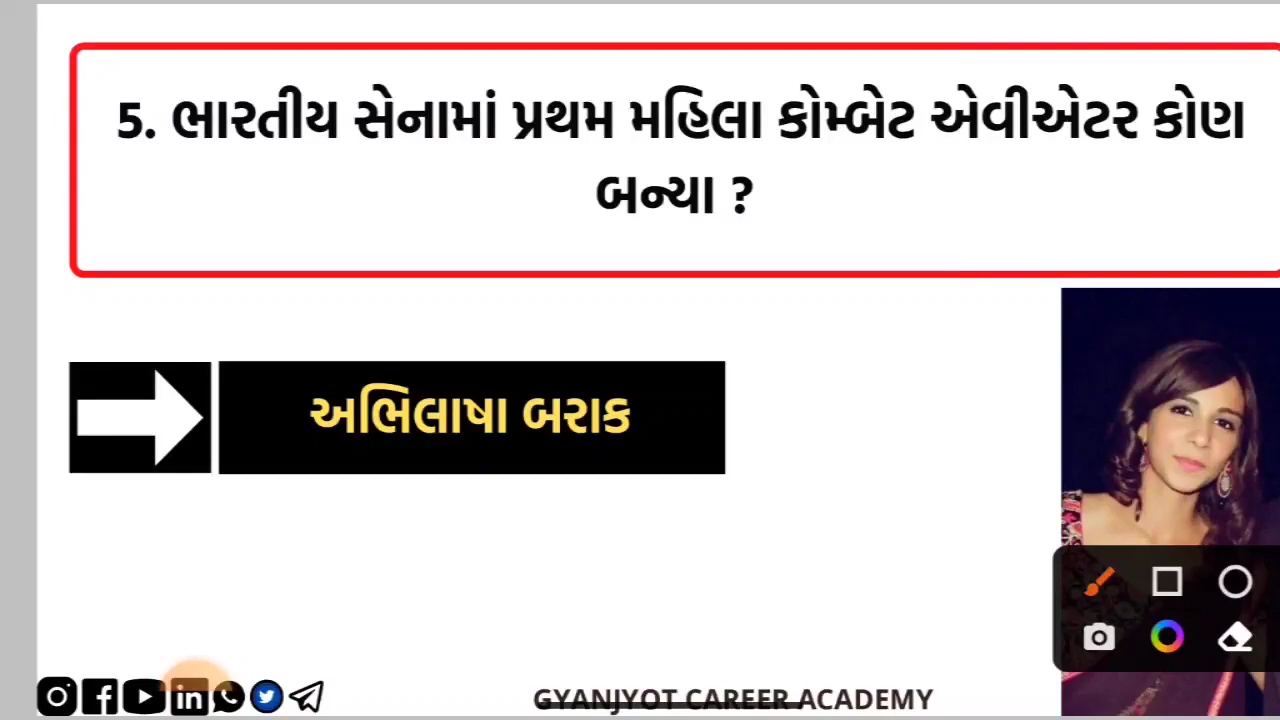 5. ભારતીય સેનામાં પ્રથમ મહિલા કોમ્બેટ એવીએટર કોણ
બન્યા ?
અભિલાષા બરાક
GYANJYOT CAREER ACADEMY